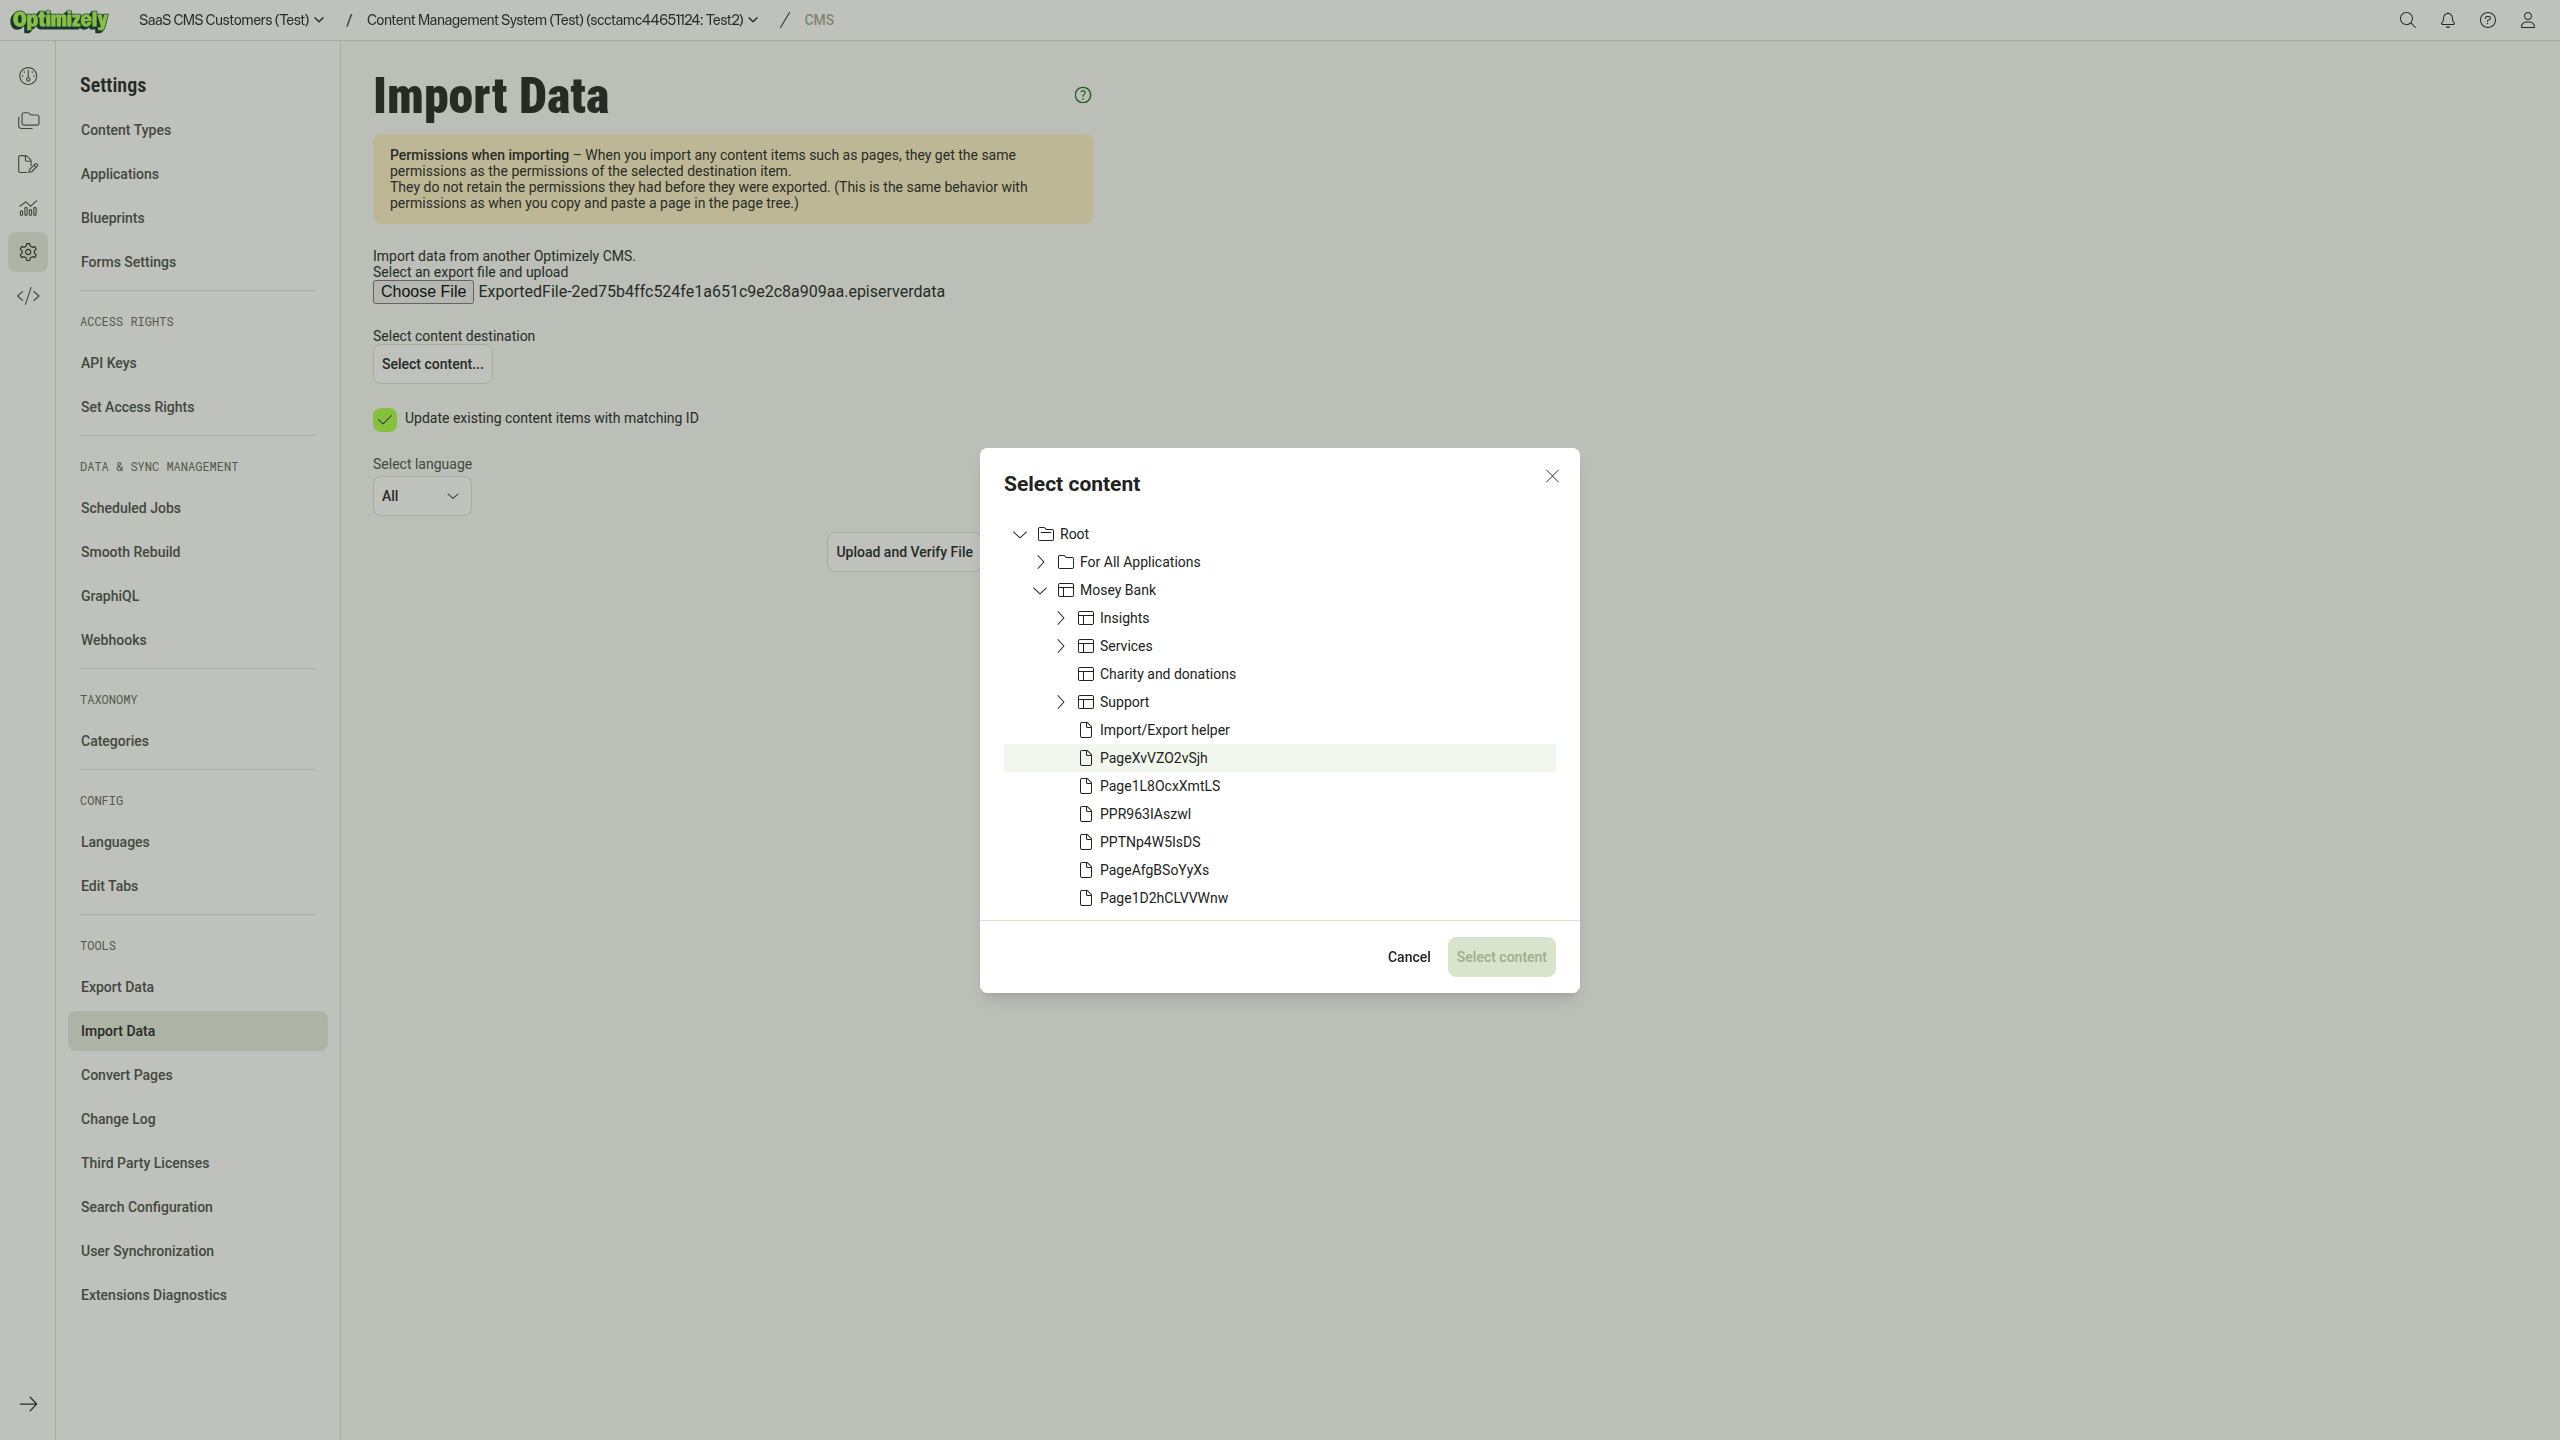 Optimizely
SaaS CMS Customers (Test) / Content Management System (Test) (scctamc44651124: Test2) / CMS
Settings
Content Types
Applications
Blueprints
Forms Settings
ACCESS RIGHTS
API Keys
Set Access Rights
DATA & SYNC MANAGEMENT
Scheduled Jobs
Smooth Rebuild
GraphiQL
Webhooks
TAXONOMY
Categories
CONFIG
Languages
Edit Tabs
TOOLS
Export Data
Import Data
Convert Pages
Change Log
Third Party Licenses
Search Configuration
User Synchronization
Extensions Diagnostics
Import Data
Permissions when importing – When you import any content items such as pages, they get the same
permissions as the permissions of the selected destination item.
They do not retain the permissions they had before they were exported. (This is the same behavior with
permissions as when you copy and paste a page in the page tree.)
Import data from another Optimizely CMS.
Select an export file and upload
Choose File ExportedFile-2ed75b4ffc524fe1a651c9e2c8a909aa.episerverdata
Select content destination
Select content...
Update existing content items with matching ID
Select language
All
Upload and Verify File
Select content
Root
For All Applications
Mosey Bank
Insights
Services
Charity and donations
Support
Import/Export helper
PageXvVZO2vSjh
Page1L8OcxXmtLS
PPR963IAszwI
PPTNp4W5IsDS
PageAfgBSoYyXs
Page1D2hCLVVWnw
Cancel
Select content